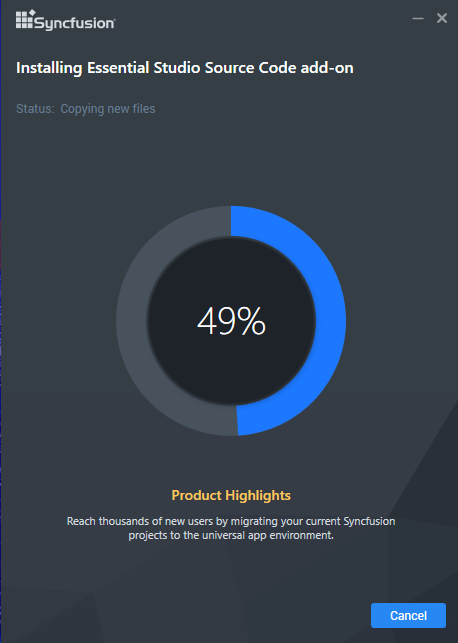 Syncfusion
Installing Essential Studio Source Code add-on
Status: Copying new files
49%
Product Highlights
Reach thousands of new users by migrating your current Syncfusion
projects to the universal app environment.
Cancel